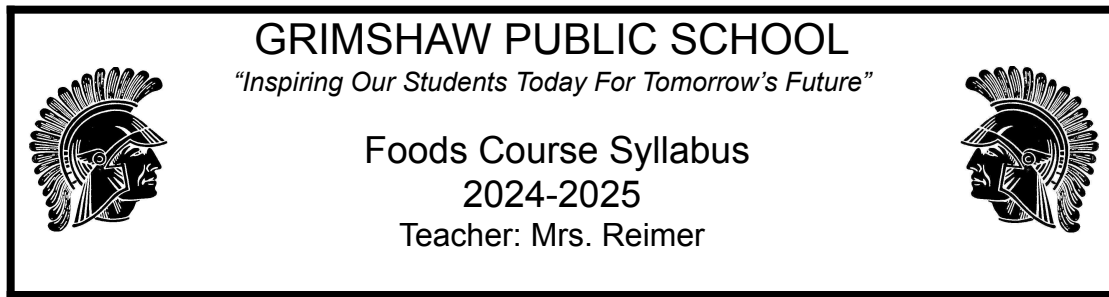 GRIMSHAW PUBLIC SCHOOL
“Inspiring Our Students Today For Tomorrow’s Future”
Foods Course Syllabus
2024-2025
Teacher: Mrs. Reimer